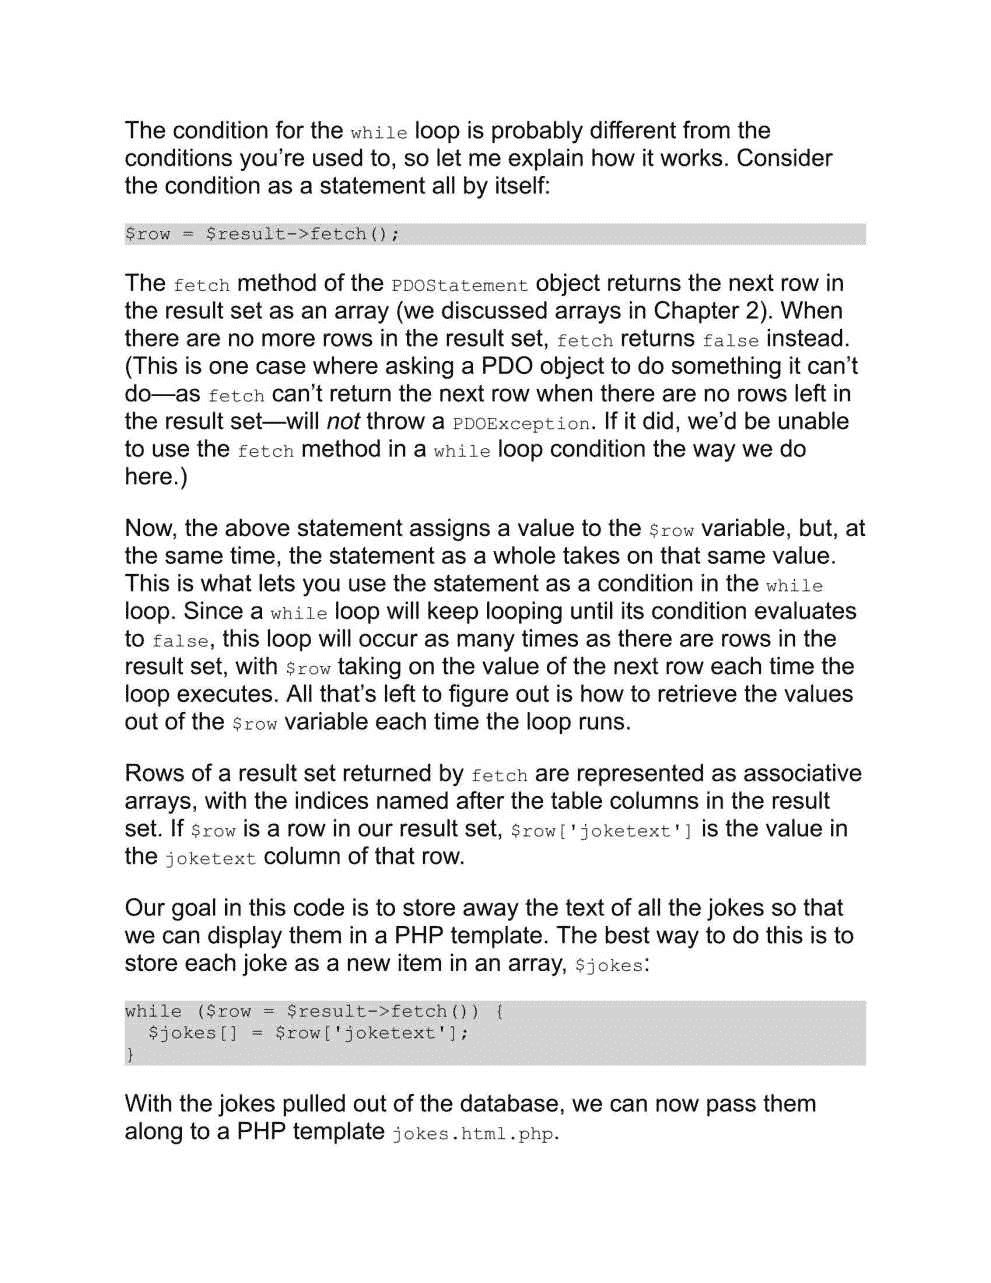 The condition for the while loop is probably different from the
conditions you’re used to, so let me explain how it works. Consider
the condition as a statement all by itself:
$row = $result->fetch();
The fetch method of the PDOStatement object returns the next row in
the result set as an array (we discussed arrays in Chapter 2). When
there are no more rows in the result set, fetch returns false instead.
(This is one case where asking a PDO object to do something it can’t
do—as fetch can’t return the next row when there are no rows left in
the result set—will not throw a PDOException. If it did, we’d be unable
to use the fetch method in a while loop condition the way we do
here.)
Now, the above statement assigns a value to the $row variable, but, at
the same time, the statement as a whole takes on that same value.
This is what lets you use the statement as a condition in the while
loop. Since a while loop will keep looping until its condition evaluates
to false, this loop will occur as many times as there are rows in the
result set, with $row taking on the value of the next row each time the
loop executes. All that’s left to figure out is how to retrieve the values
out of the $row variable each time the loop runs.
Rows of a result set returned by fetch are represented as associative
arrays, with the indices named after the table columns in the result
set. If $row is a row in our result set, $row['joketext'] is the value in
the joketext column of that row.
Our goal in this code is to store away the text of all the jokes so that
we can display them in a PHP template. The best way to do this is to
store each joke as a new item in an array, $jokes:
while ($row = $result->fetch()) {
  $jokes[] = $row['joketext'];
}
With the jokes pulled out of the database, we can now pass them
along to a PHP template jokes.html.php.